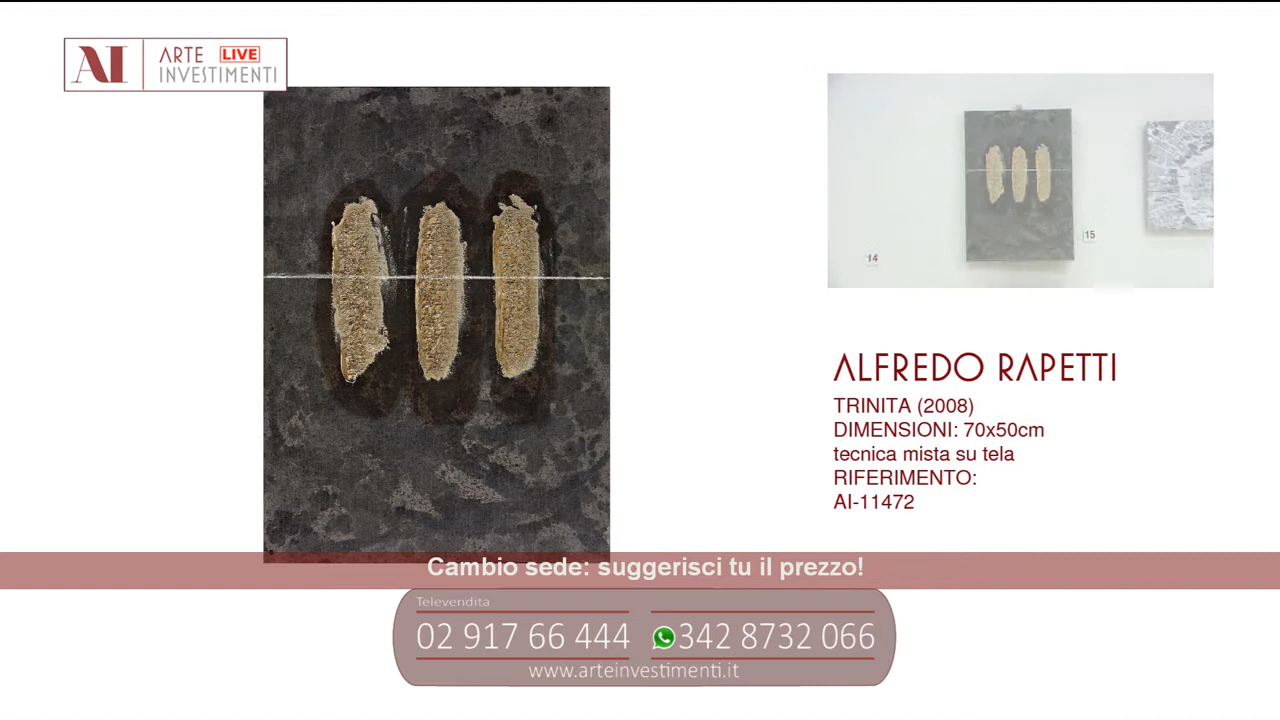 AI ARTE LIVE
INVESTIMENTI
14
15
ALFREDO RAPETTI
TRINITA (2008)
DIMENSIONI: 70x50cm
tecnica mista su tela
RIFERIMENTO:
AI-11472
Cambio sede: suggerisci tu il prezzo!
Televendita
02 917 66 444 342 8732 066
www.arteinvestimenti.it